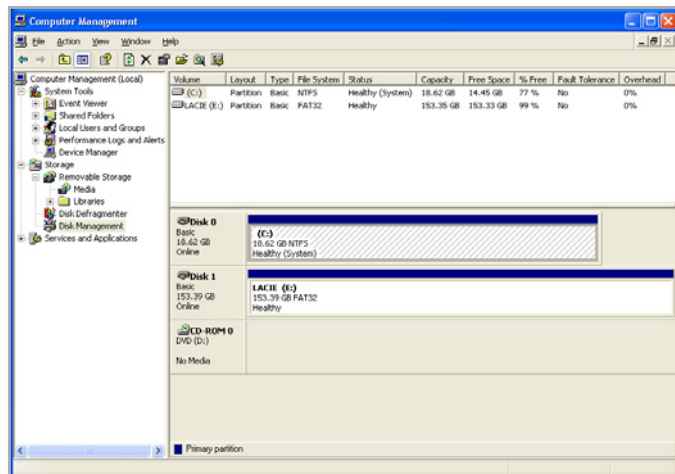 Computer Management
File Action View Window Help
Computer Management (Local)
System Tools
Event Viewer
Shared Folders
Local Users and Groups
Performance Logs and Alerts
Device Manager
Storage
Removable Storage
Media
Libraries
Disk Defragmenter
Disk Management
Services and Applications
Volume Layout Type File System Status Capacity Free Space % Free Fault Tolerance Overhead
(C:) Partition Basic NTFS Healthy (System) 18.62 GB 14.45 GB 77 % No 0%
LACIE (E:) Partition Basic FAT32 Healthy 153.35 GB 153.33 GB 99 % No 0%
Disk 0
Basic
18.62 GB
Online
(C:)
18.62 GB NTFS
Healthy (System)
Disk 1
Basic
153.39 GB
Online
LACIE (E:)
153.39 GB FAT32
Healthy
CD-ROM 0
DVD (D:)
No Media
Primary partition